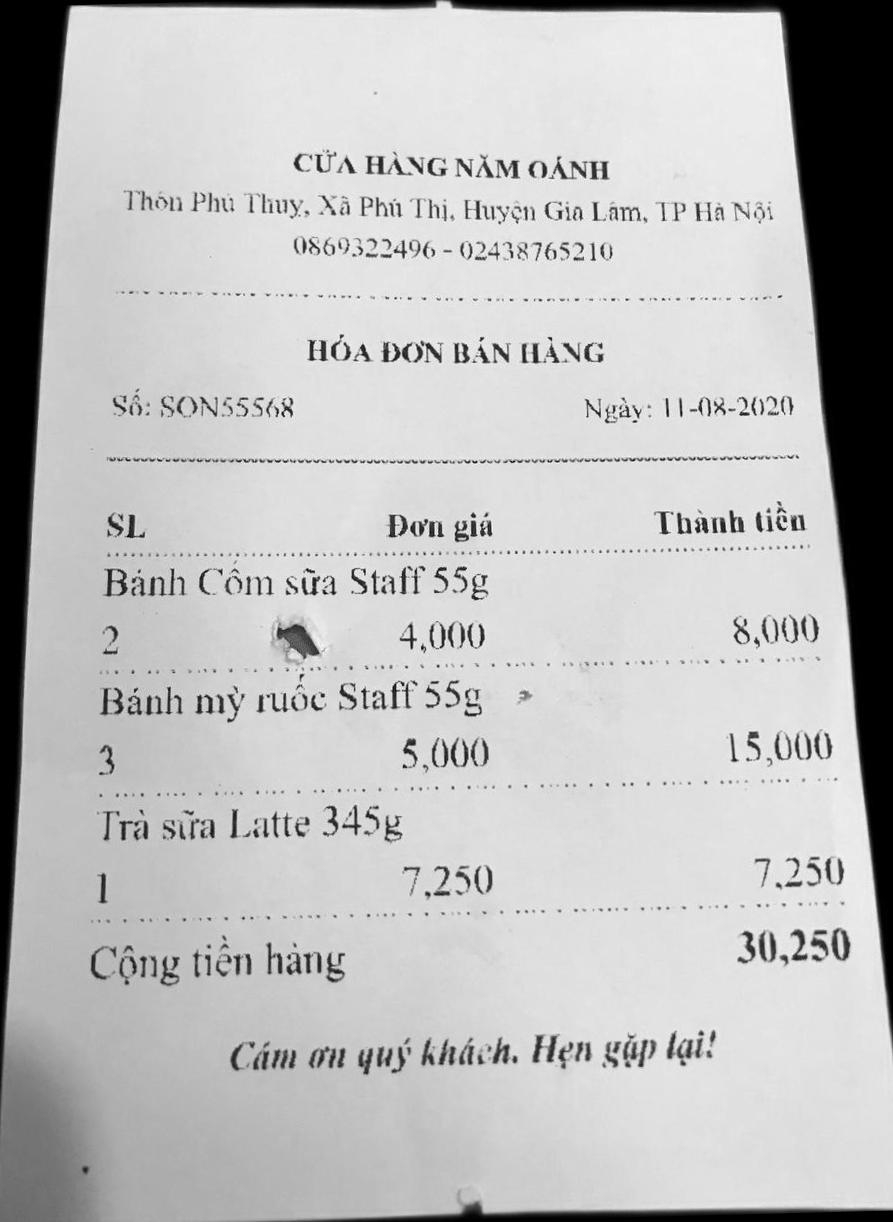 CỬA HÀNG NĂM OÁNH
Thôn Phú Thuỵ, Xã Phú Thị, Huyện Gia Lâm, TP Hà Nội
0869322496 - 02438765210
HÓA ĐƠN BÁN HÀNG
Số: SON55568 Ngày: 11-08-2020
SL Đơn giá Thành tiền
Bánh Cốm sữa Staff 55g
2 4,000 8,000
Bánh mỳ ruốc Staff 55g
3 5,000 15,000
Trà sữa Latte 345g
1 7,250 7,250
Cộng tiền hàng 30,250
Cám ơn quý khách. Hẹn gặp lại!